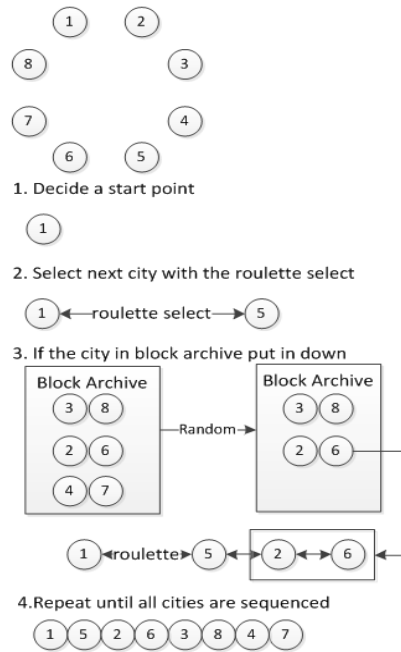 1 2
8 3
7 4
6 5
1. Decide a start point
1
2. Select next city with the roulette select
1 roulette select 5
3. If the city in block archive put in down
Block Archive Block Archive
3 8 3 8
Random
2 6 2 6
4 7
1 roulette 5 2 6
4.Repeat until all cities are sequenced
1 5 2 6 3 8 4 7